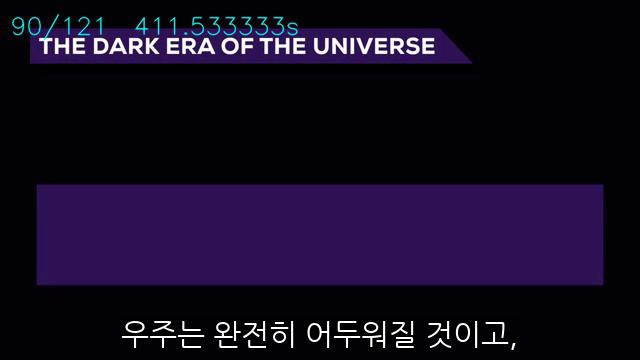 90/121 411.533333s
THE DARK ERA OF THE UNIVERSE
우주는 완전히 어두워질 것이고,